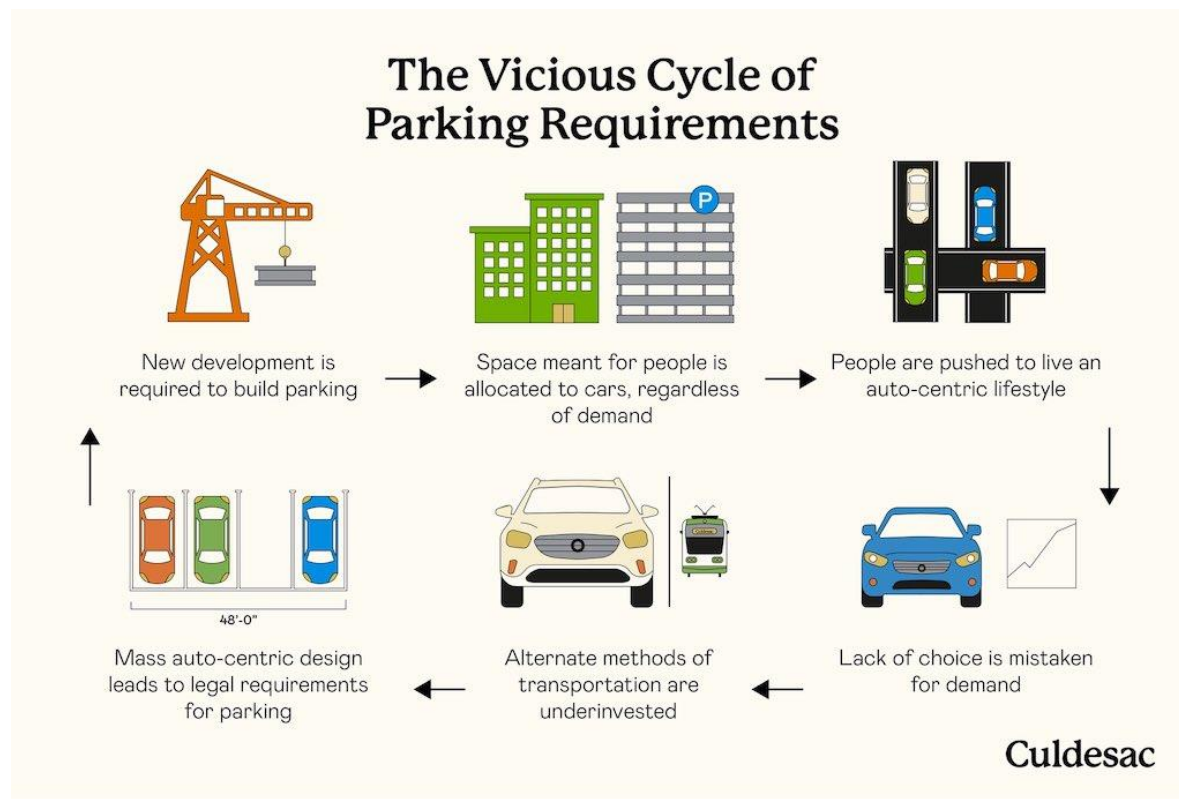 The Vicious Cycle of
Parking Requirements
P
New development is
required to build parking
Space meant for people is
allocated to cars, regardless
of demand
People are pushed to live an
auto-centric lifestyle
48'-0"
Mass auto-centric design
leads to legal requirements
for parking
Alternate methods of
transportation are
underinvested
Lack of choice is mistaken
for demand
Culdesac